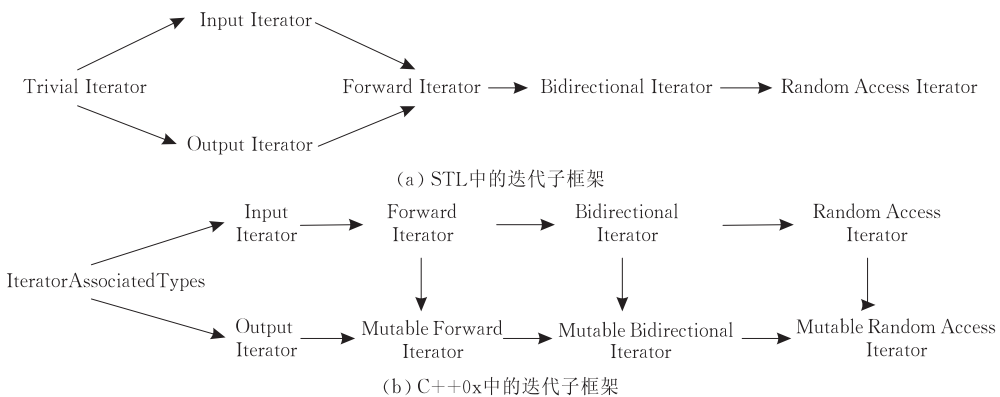 Input Iterator
Trivial Iterator
Forward Iterator
Bidirectional Iterator
Random Access Iterator
Output Iterator
(a) STL中的迭代子框架
Input
Iterator
Forward
Iterator
Bidirectional
Iterator
Random Access
Iterator
IteratorAssociatedTypes
Output
Iterator
Mutable Forward
Iterator
Mutable Bidirectional
Iterator
Mutable Random Access
Iterator
(b) C++0x中的迭代子框架